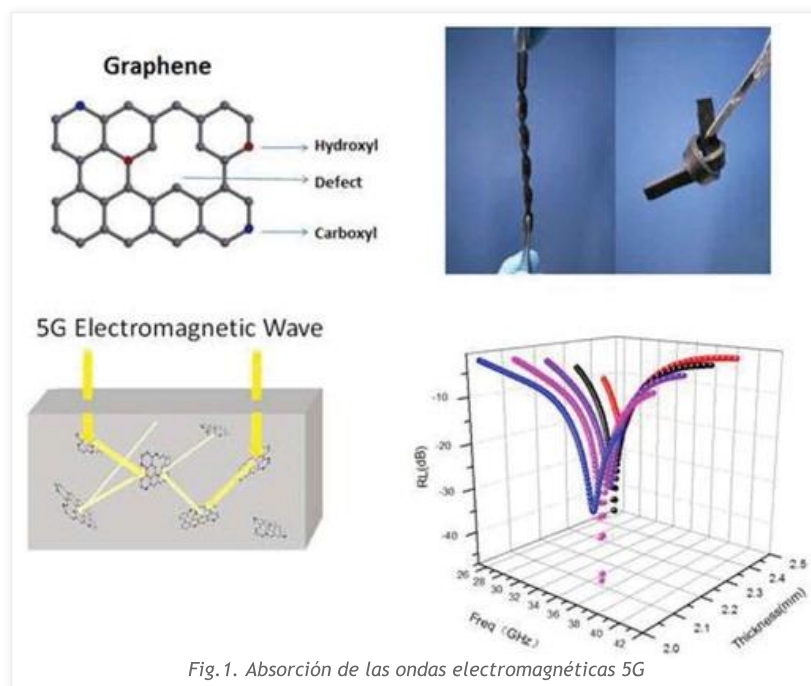 Graphene
Hydroxyl
Defect
Carboxyl
5G Electromagnetic Wave
RL(dB)
-10
-20
-30
-40
26
28
30
32
34
36
38
40
42
Freq (GHz)
2.0
2.1
2.2
2.3
2.4
2.5
Thickness(mm)
Fig.1. Absorción de las ondas electromagnéticas 5G